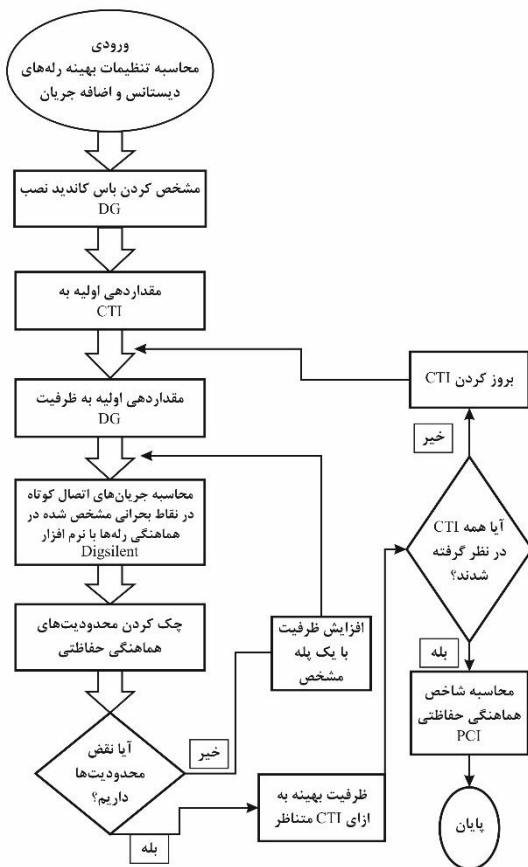 ورودی
محاسبه تنظیمات بهینه رله‌های
دیستانس و اضافه جریان
مشخص کردن باس کاندید نصب
DG
مقداردهی اولیه به
CTI
مقداردهی اولیه به ظرفیت
DG
محاسبه جریان‌های اتصال کوتاه
در نقاط بحرانی مشخص شده در
هماهنگی رله‌ها با نرم افزار
Digsilent
چک کردن محدودیت‌های
هماهنگی حفاظتی
آیا نقض
محدودیت‌ها
داریم؟
خیر
افزایش ظرفیت
با یک پله
مشخص
بله
ظرفیت بهینه به
ازای CTI متناظر
آیا همه CTI
در نظر گرفته
شدند؟
خیر
بروز کردن CTI
بله
محاسبه شاخص
هماهنگی حفاظتی
PCI
پایان